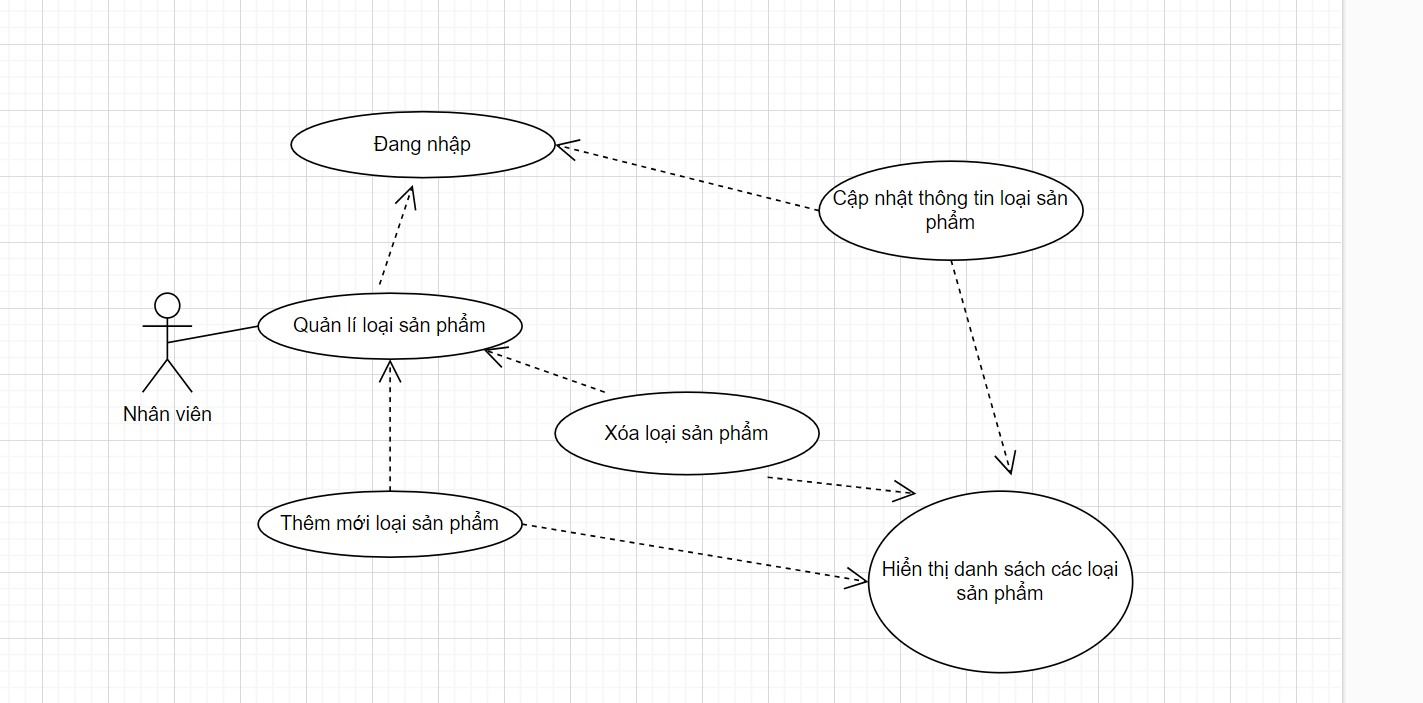 Đang nhập
Cập nhật thông tin loại sản
phẩm
Quản lí loại sản phẩm
Nhân viên
Xóa loại sản phẩm
Thêm mới loại sản phẩm
Hiển thị danh sách các loại
sản phẩm